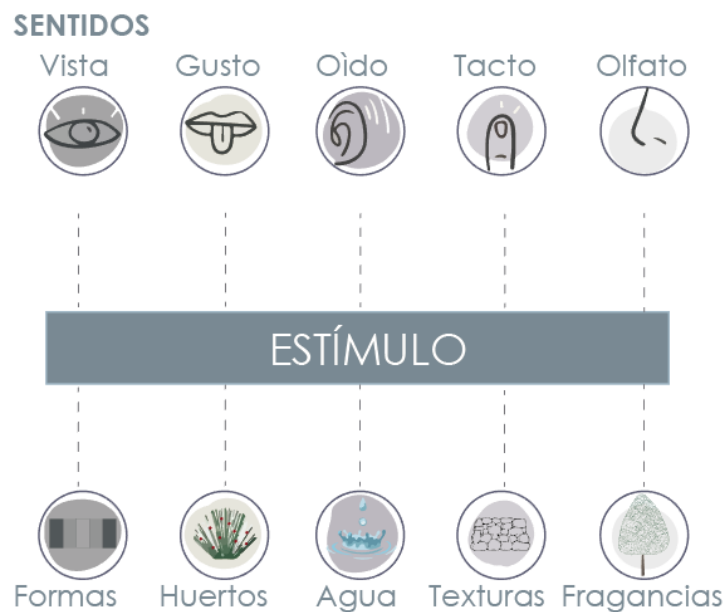 SENTIDOS
Vista Gusto Oìdo Tacto Olfato
ESTÍMULO
Formas Huertos Agua Texturas Fragancias